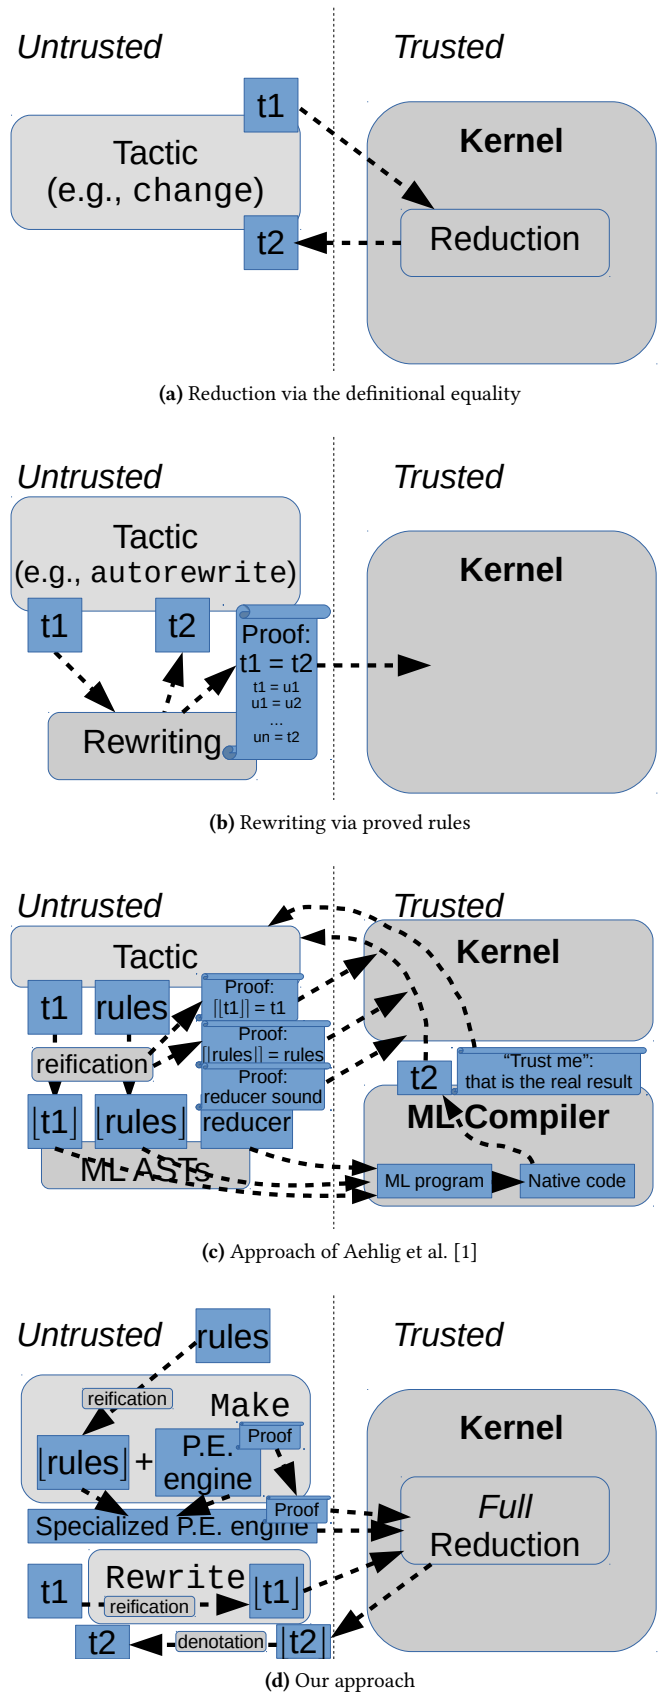 Untrusted
Trusted
t1
Tactic
(e.g., change)
t2
Kernel
Reduction
(a) Reduction via the definitional equality
Untrusted
Trusted
Tactic
(e.g., autorewrite)
t1
t2
Proof:
t1 = t2
t1 = u1
u1 = u2
...
un = t2
Rewriting
Kernel
(b) Rewriting via proved rules
Untrusted
Trusted
Tactic
Kernel
t1
rules
Proof:
⌈⌊t1⌋⌉ = t1
reification
Proof:
⌈⌊rules⌋⌉ = rules
Proof:
reducer sound
⌊t1⌋
⌊rules⌋
reducer
ML ASTs
t2
“Trust me”:
that is the real result
ML Compiler
ML program
Native code
(c) Approach of Aehlig et al. [1]
Untrusted
Trusted
rules
reification
Make
⌊rules⌋
+
P.E.
engine
Proof
Proof
Specialized P.E. engine
Kernel
Full
Reduction
t1
Rewrite
reification
⌊t1⌋
t2
denotation
⌊t2⌋
(d) Our approach